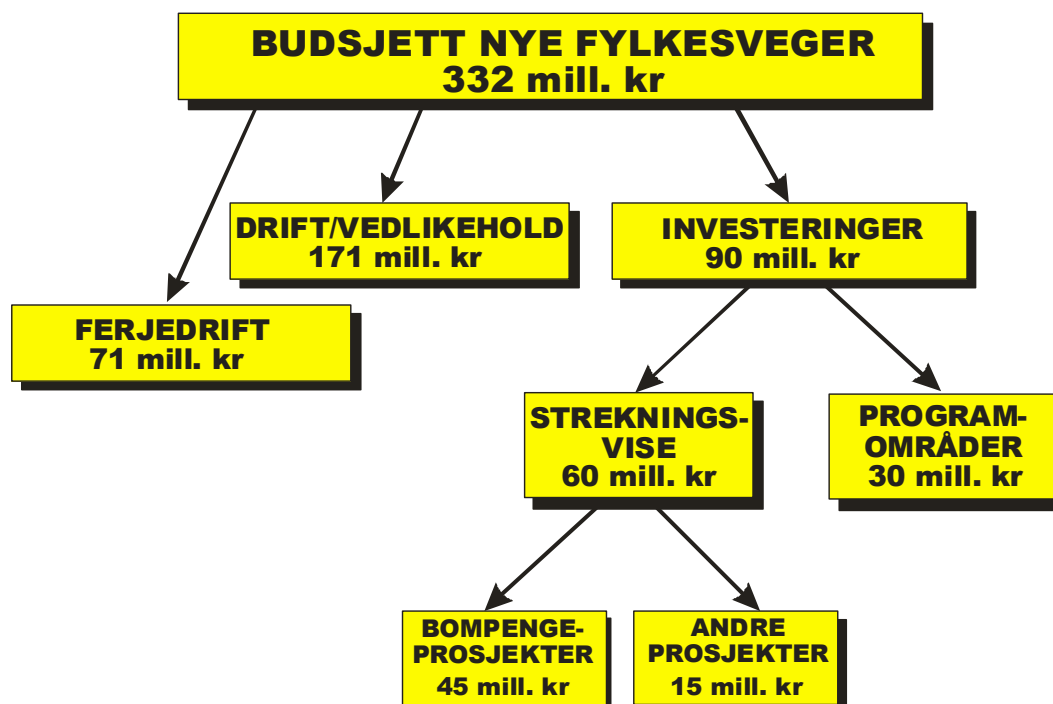 BUDSJETT NYE FYLKESVEGER
332 mill. kr
DRIFT/VEDLIKEHOLD
171 mill. kr
INVESTERINGER
90 mill. kr
FERJEDRIFT
71 mill. kr
STREKNINGS-
VISE
60 mill. kr
PROGRAM-
OMRÅDER
30 mill. kr
BOMPENGE-
PROSJEKTER
45 mill. kr
ANDRE
PROSJEKTER
15 mill. kr